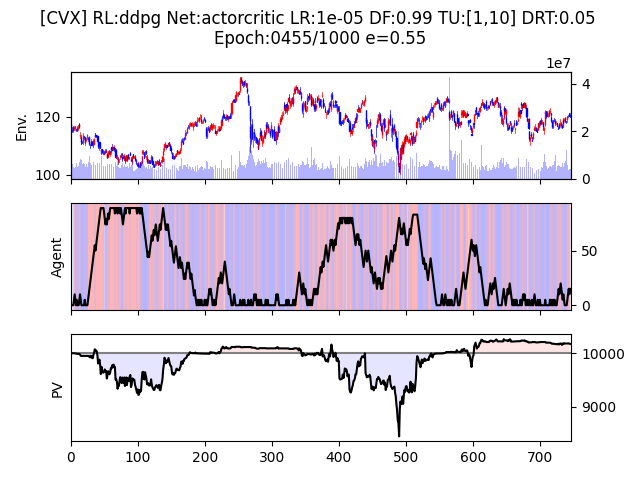 [CVX] RL:ddpg Net:actorcritic LR:1e-05 DF:0.99 TU:[1,10] DRT:0.05
Epoch:0455/1000 e=0.55
1e7
Env.
120
100
4
2
0
Agent
50
0
PV
10000
9000
0 100 200 300 400 500 600 700